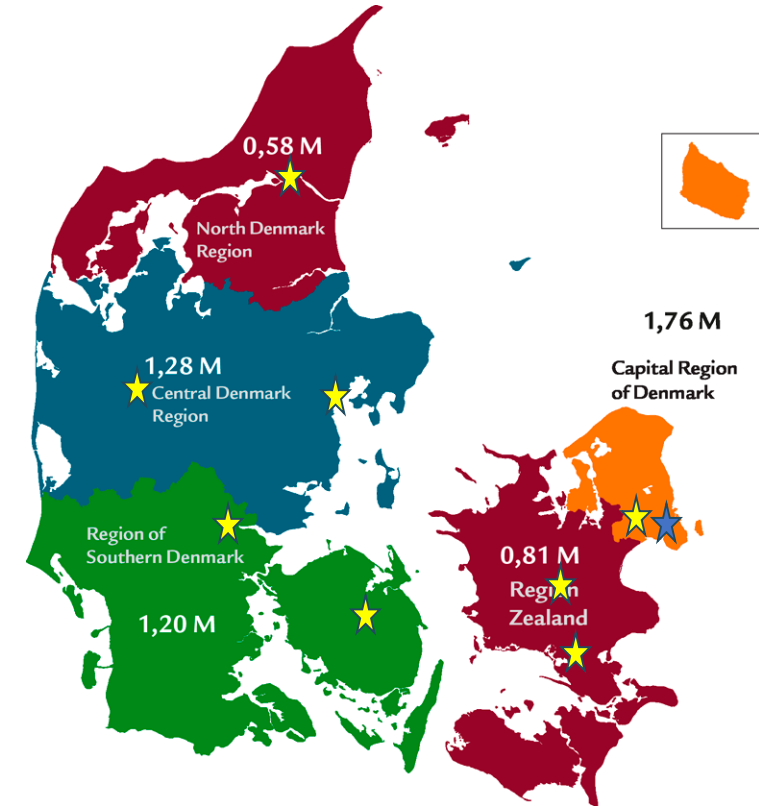 0,58 M
North Denmark
Region
1,76 M
1,28 M
Capital Region
of Denmark
Central Denmark
Region
Region of
Southern Denmark
0,81 M
Region
Zealand
1,20 M